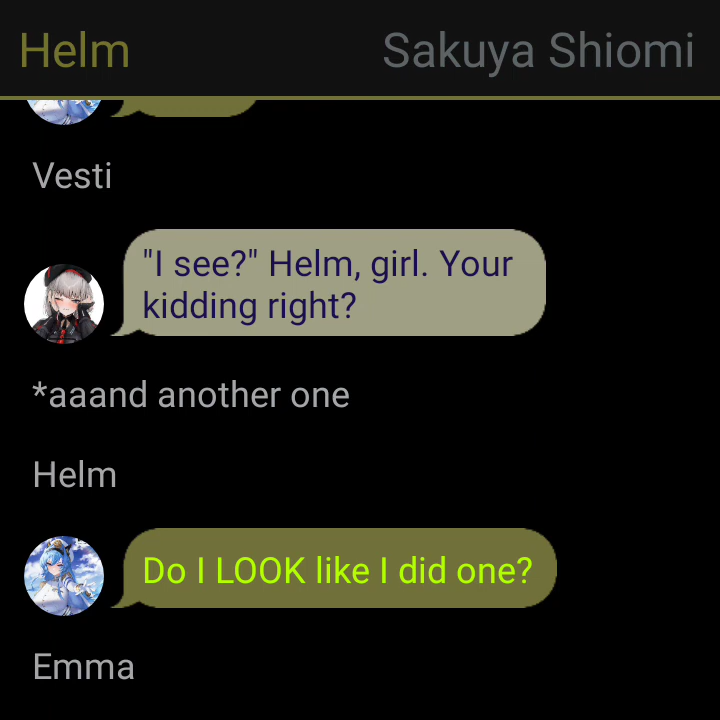 Helm
Sakuya Shiomi
Vesti
"I see?" Helm, girl. Your
kidding right?
*aaand another one
Helm
Do I LOOK like I did one?
Emma